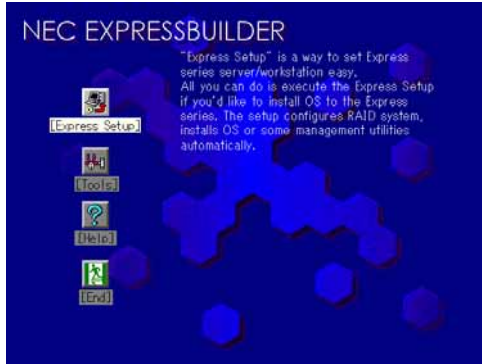 NEC EXPRESSBUILDER
"Express Setup" is a way to set Express
series server/workstation easy.
All you can do is execute the Express Setup
if you'd like to install OS to the Express
series. The setup configures RAID system,
installs OS or some management utilities
automatically.
[Express Setup]
[Tools]
[Help]
[End]